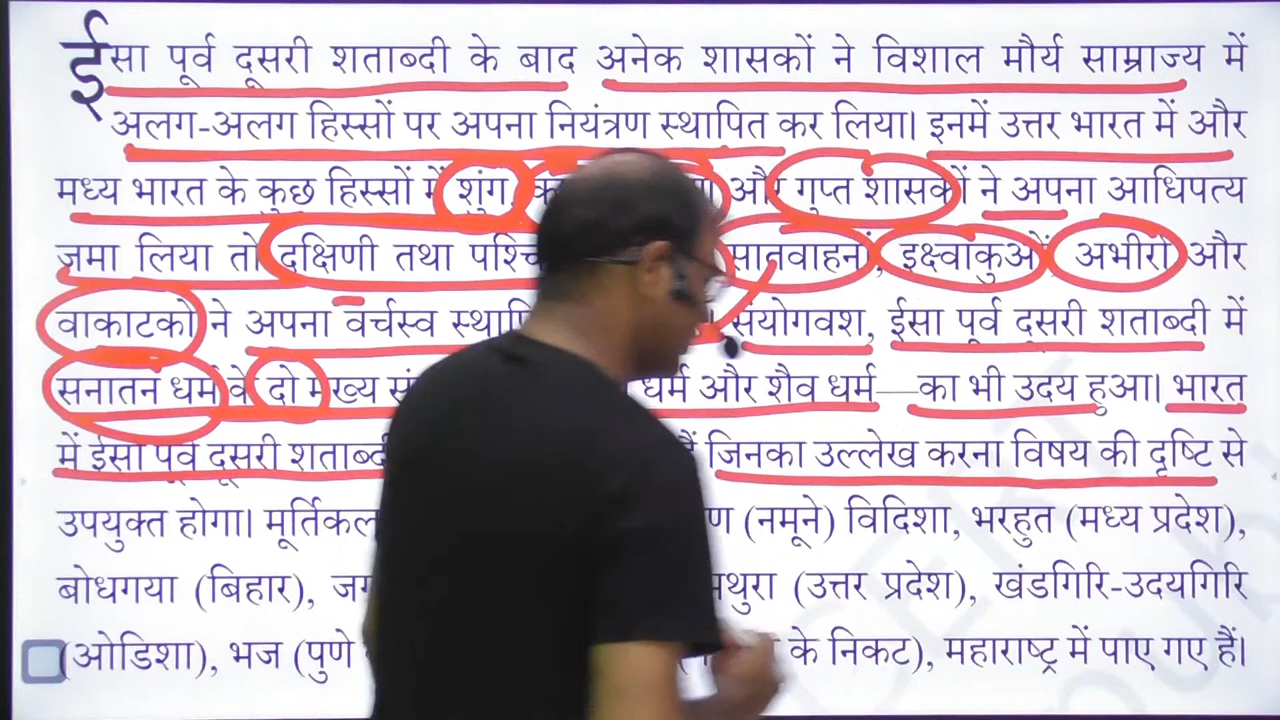 ईसा पूर्व दूसरी शताब्दी के बाद अनेक शासकों ने विशाल मौर्य साम्राज्य में
अलग-अलग हिस्सों पर अपना नियंत्रण स्थापित कर लिया। इनमें उत्तर भारत में और
मध्य भारत के कुछ हिस्सों में शुंग, और गुप्त शासकों ने अपना आधिपत्य
जमा लिया तो दक्षिणी तथा सातवाहनों, इक्ष्वाकुओं अभीरों और
वाकाटकों ने अपना वर्चस्व संयोगवश, ईसा पूर्व दूसरी शताब्दी में
सनातन धर्म के दो मुख्य धर्म और शैव धर्म—का भी उदय हुआ। भारत
में ईसा पूर्व दूसरी शताब्दी जिनका उल्लेख करना विषय की दृष्टि से
उपयुक्त होगा। (नमूने) विदिशा, भरहुत (मध्य प्रदेश),
बोधगया (बिहार), मथुरा (उत्तर प्रदेश), खंडगिरि-उदयगिरि
(ओडिशा), भज (पुणे के निकट), महाराष्ट्र में पाए गए हैं।